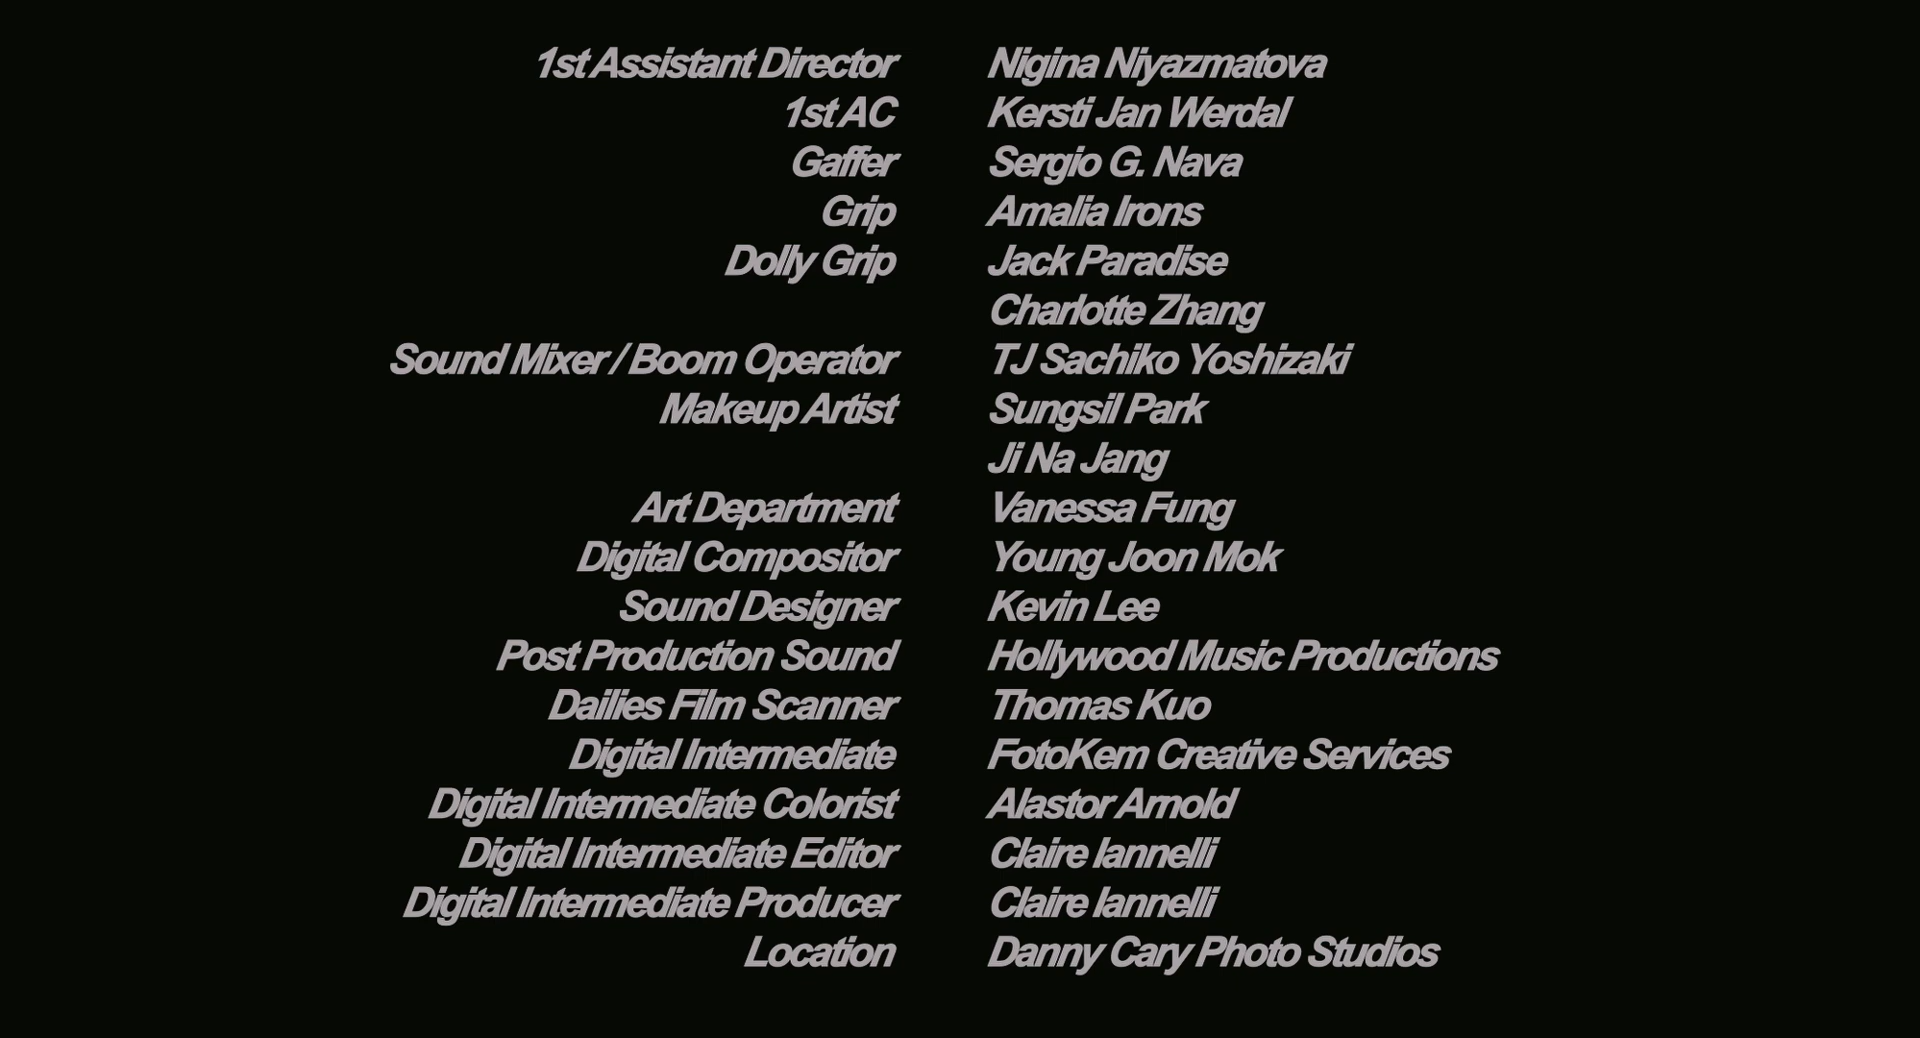 1st Assistant Director Nigina Niyazmatova
1st AC Kersti Jan Werdal
Gaffer Sergio G. Nava
Grip Amalia Irons
Dolly Grip Jack Paradise
Charlotte Zhang
Sound Mixer / Boom Operator TJ Sachiko Yoshizaki
Makeup Artist Sungsil Park
Ji Na Jang
Art Department Vanessa Fung
Digital Compositor Young Joon Mok
Sound Designer Kevin Lee
Post Production Sound Hollywood Music Productions
Dailies Film Scanner Thomas Kuo
Digital Intermediate FotoKem Creative Services
Digital Intermediate Colorist Alastor Arnold
Digital Intermediate Editor Claire Iannelli
Digital Intermediate Producer Claire Iannelli
Location Danny Cary Photo Studios